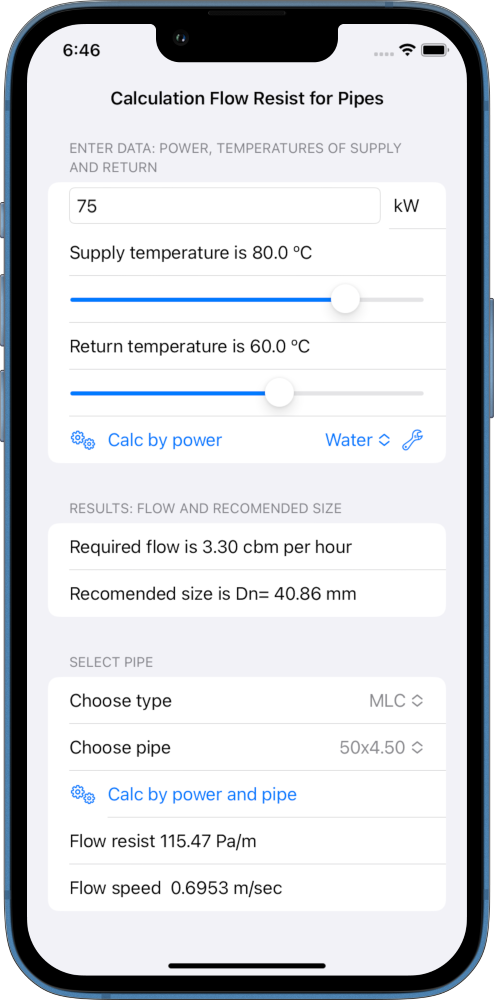 6:46
Calculation Flow Resist for Pipes
ENTER DATA: POWER, TEMPERATURES OF SUPPLY
AND RETURN
75 kW
Supply temperature is 80.0 ºC
Return temperature is 60.0 ºC
Calc by power Water
RESULTS: FLOW AND RECOMENDED SIZE
Required flow is 3.30 cbm per hour
Recomended size is Dn= 40.86 mm
SELECT PIPE
Choose type MLC
Choose pipe 50x4.50
Calc by power and pipe
Flow resist 115.47 Pa/m
Flow speed  0.6953 m/sec